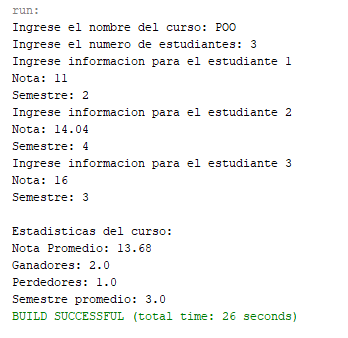 run:
Ingrese el nombre del curso: POO
Ingrese el numero de estudiantes: 3
Ingrese informacion para el estudiante 1
Nota: 11
Semestre: 2
Ingrese informacion para el estudiante 2
Nota: 14.04
Semestre: 4
Ingrese informacion para el estudiante 3
Nota: 16
Semestre: 3
Estadisticas del curso:
Nota Promedio: 13.68
Ganadores: 2.0
Perdedores: 1.0
Semestre promedio: 3.0
BUILD SUCCESSFUL (total time: 26 seconds)